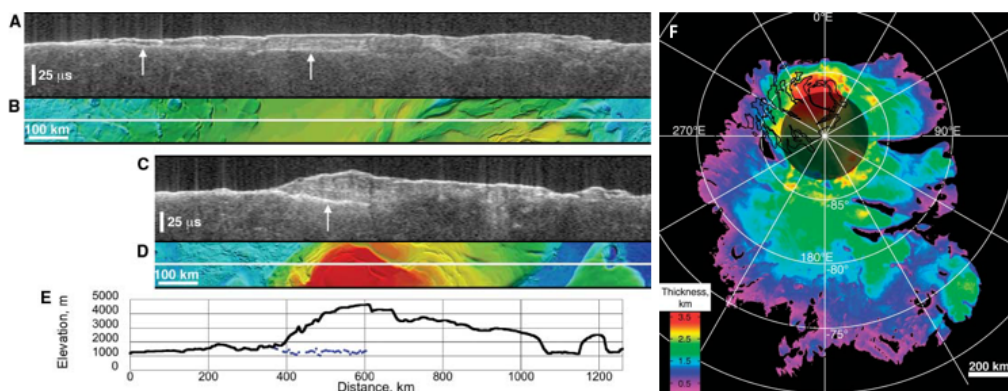 A
25 μs
B
100 km
C
25 μs
D
100 km
E
5000
4000
3000
2000
1000
Elevation, m
0 200 400 600 800 1000 1200
Distance, km
F
0°E
270°E
90°E
-85°
180°E
-80°
-75°
Thickness,
km
3.5
2.5
1.5
0.5
200 km